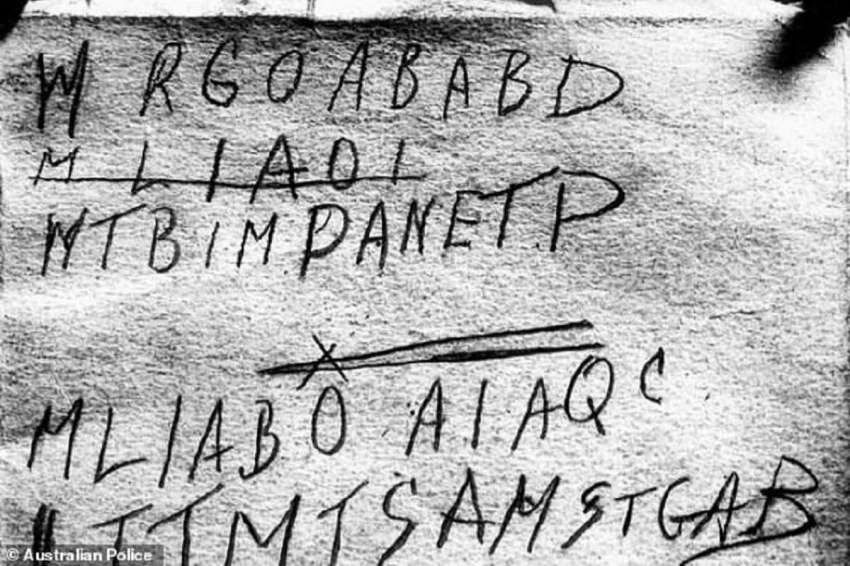 W RGOABABD
MLIAOI
WTBIMPANETP
X
MLIABO AIAQC
ITTMTSAMSTGAB
© Australian Police